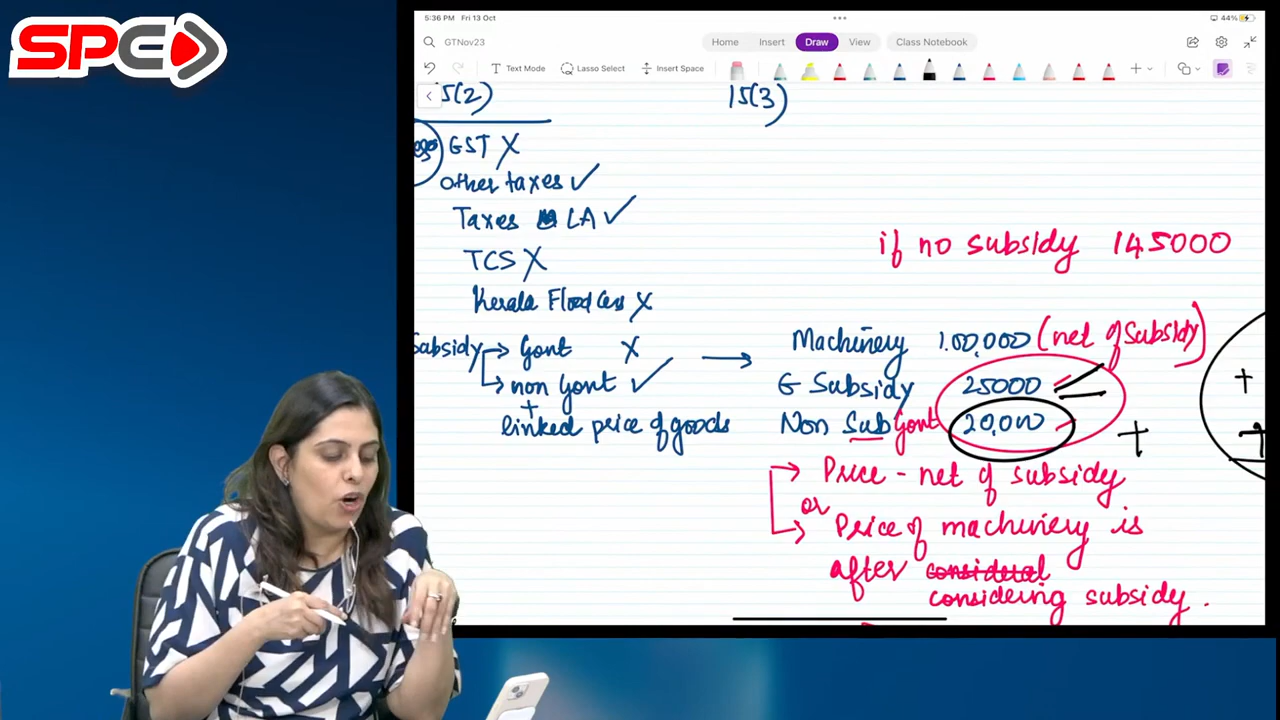 SPC
5:36 PM Fri 13 Oct
44%
GTNov23
Home Insert Draw View Class Notebook
Text Mode Lasso Select Insert Space
15(2)
15(3)
GST X
Other taxes ✓
Taxes LA ✓
TCS X
Kerala Flood Cess X
Subsidy → Govt X
→ non Govt ✓
+
linked price of goods
if no subsidy 145000
Machinery 1,00,000 (net of subsidy)
G Subsidy 25000
Non Sub Govt 20,000
+
+
+
→ Price - net of subsidy
or
→ Price of machinery is
after
considering subsidy.